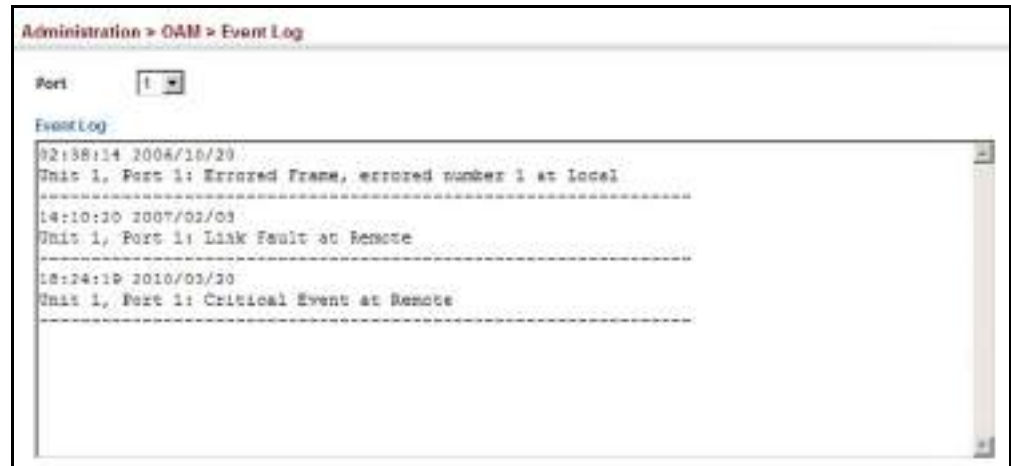 Administration > OAM > Event Log
Port 1
Event Log
02:38:14 2006/10/20
Unit 1, Port 1: Errored Frame, errored number 1 at Local
----------------------------------------------------------------
14:10:20 2007/02/03
Unit 1, Port 1: Link Fault at Remote
----------------------------------------------------------------
18:24:19 2010/03/20
Unit 1, Port 1: Critical Event at Remote
----------------------------------------------------------------